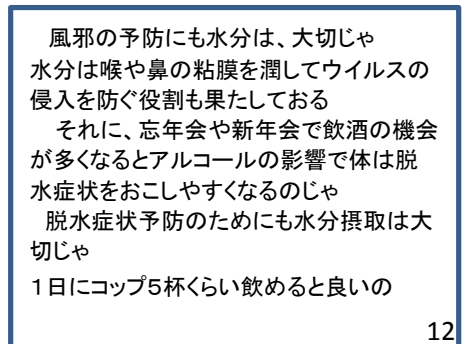 風邪の予防にも水分は、大切じゃ
水分は喉や鼻の粘膜を潤してウイルスの
侵入を防ぐ役割も果たしておる
それに、忘年会や新年会で飲酒の機会
が多くなるとアルコールの影響で体は脱
水症状をおこしやすくなるのじゃ
脱水症状予防のためにも水分摂取は大
切じゃ
1日にコップ5杯くらい飲めると良いの
12